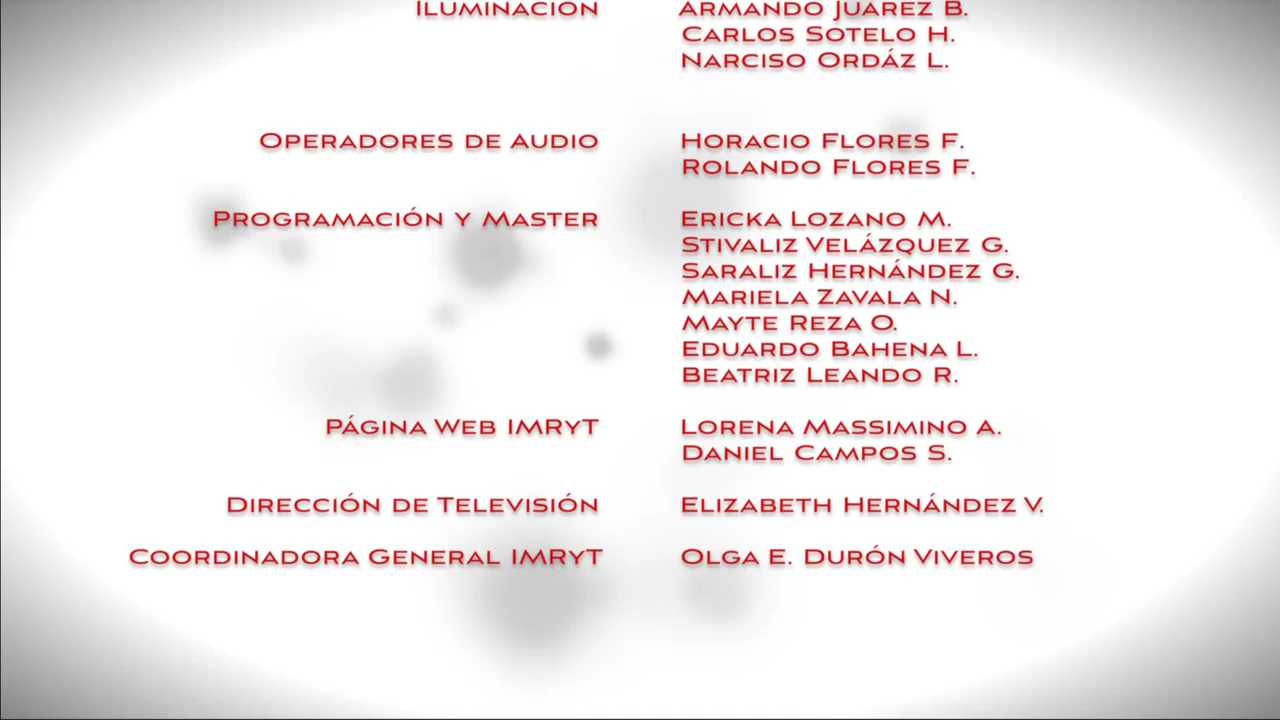 Iluminación Armando Juárez B.
Carlos Sotelo H.
Narciso Ordáz L.
Operadores de Audio Horacio Flores F.
Rolando Flores F.
Programación y Master Ericka Lozano M.
Stivaliz Velázquez G.
Saraliz Hernández G.
Mariela Zavala N.
Mayte Reza O.
Eduardo Bahena L.
Beatriz Leando R.
Página Web IMRyT Lorena Massimino A.
Daniel Campos S.
Dirección de Televisión Elizabeth Hernández V.
Coordinadora General IMRyT Olga E. Durón Viveros